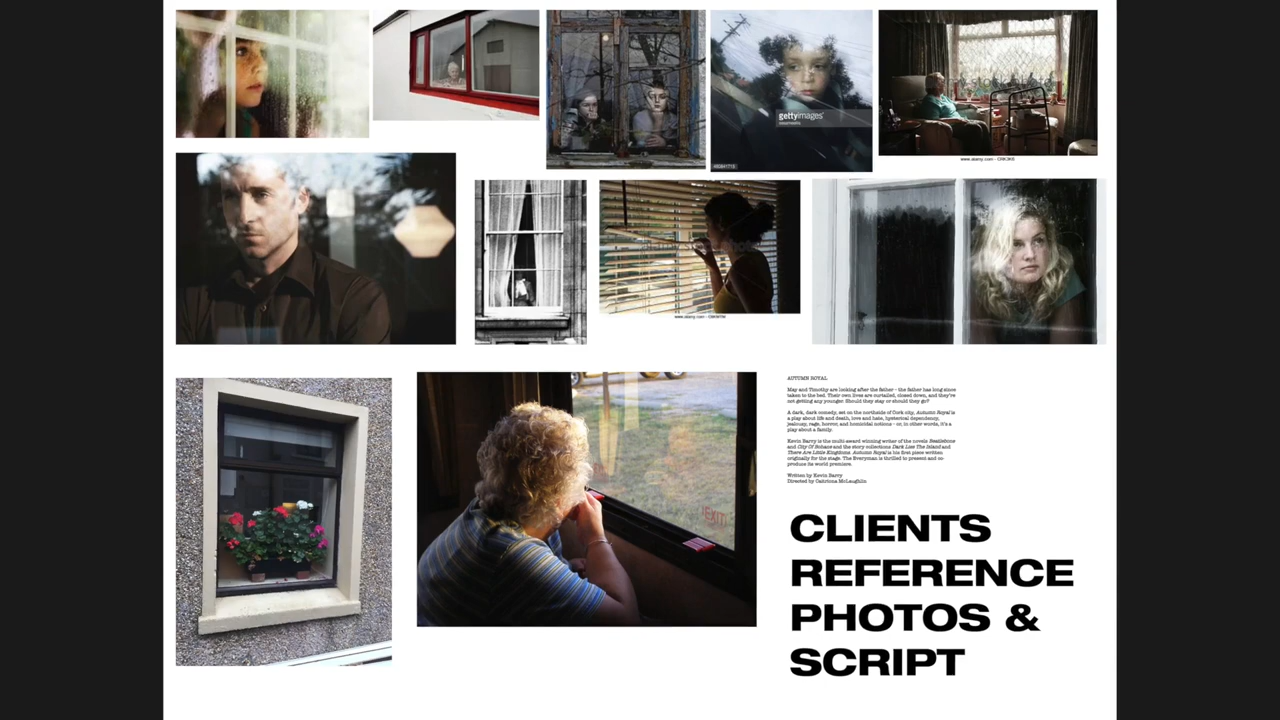 gettyimages
www.alamy.com - CRK3KE
AUTUMN ROYAL
May and Timothy are looking after the father - the father has long since
taken to the bed. Their own lives are curtailed, closed down, and they're
not getting any younger. Should they stay or should they go?
A dark, dark comedy, set on the northside of Cork city, Autumn Royal is
a play about life and death, love and hate, hysterical dependency,
jealousy, rage, horror, and homicidal notions - or, in other words, it's a
play about a family.
Kevin Barry is the multi-award winning writer of the novels Beatlebone
and City Of Bohane and the story collections Dark Lies The Island and
There Are Little Kingdoms. Autumn Royal is his first piece written
originally for the stage. The Everyman is thrilled to present and co-
produce its world premiere.
Written by Kevin Barry
Directed by Caitríona McLaughlin
EXIT
CLIENTS
REFERENCE
PHOTOS &
SCRIPT